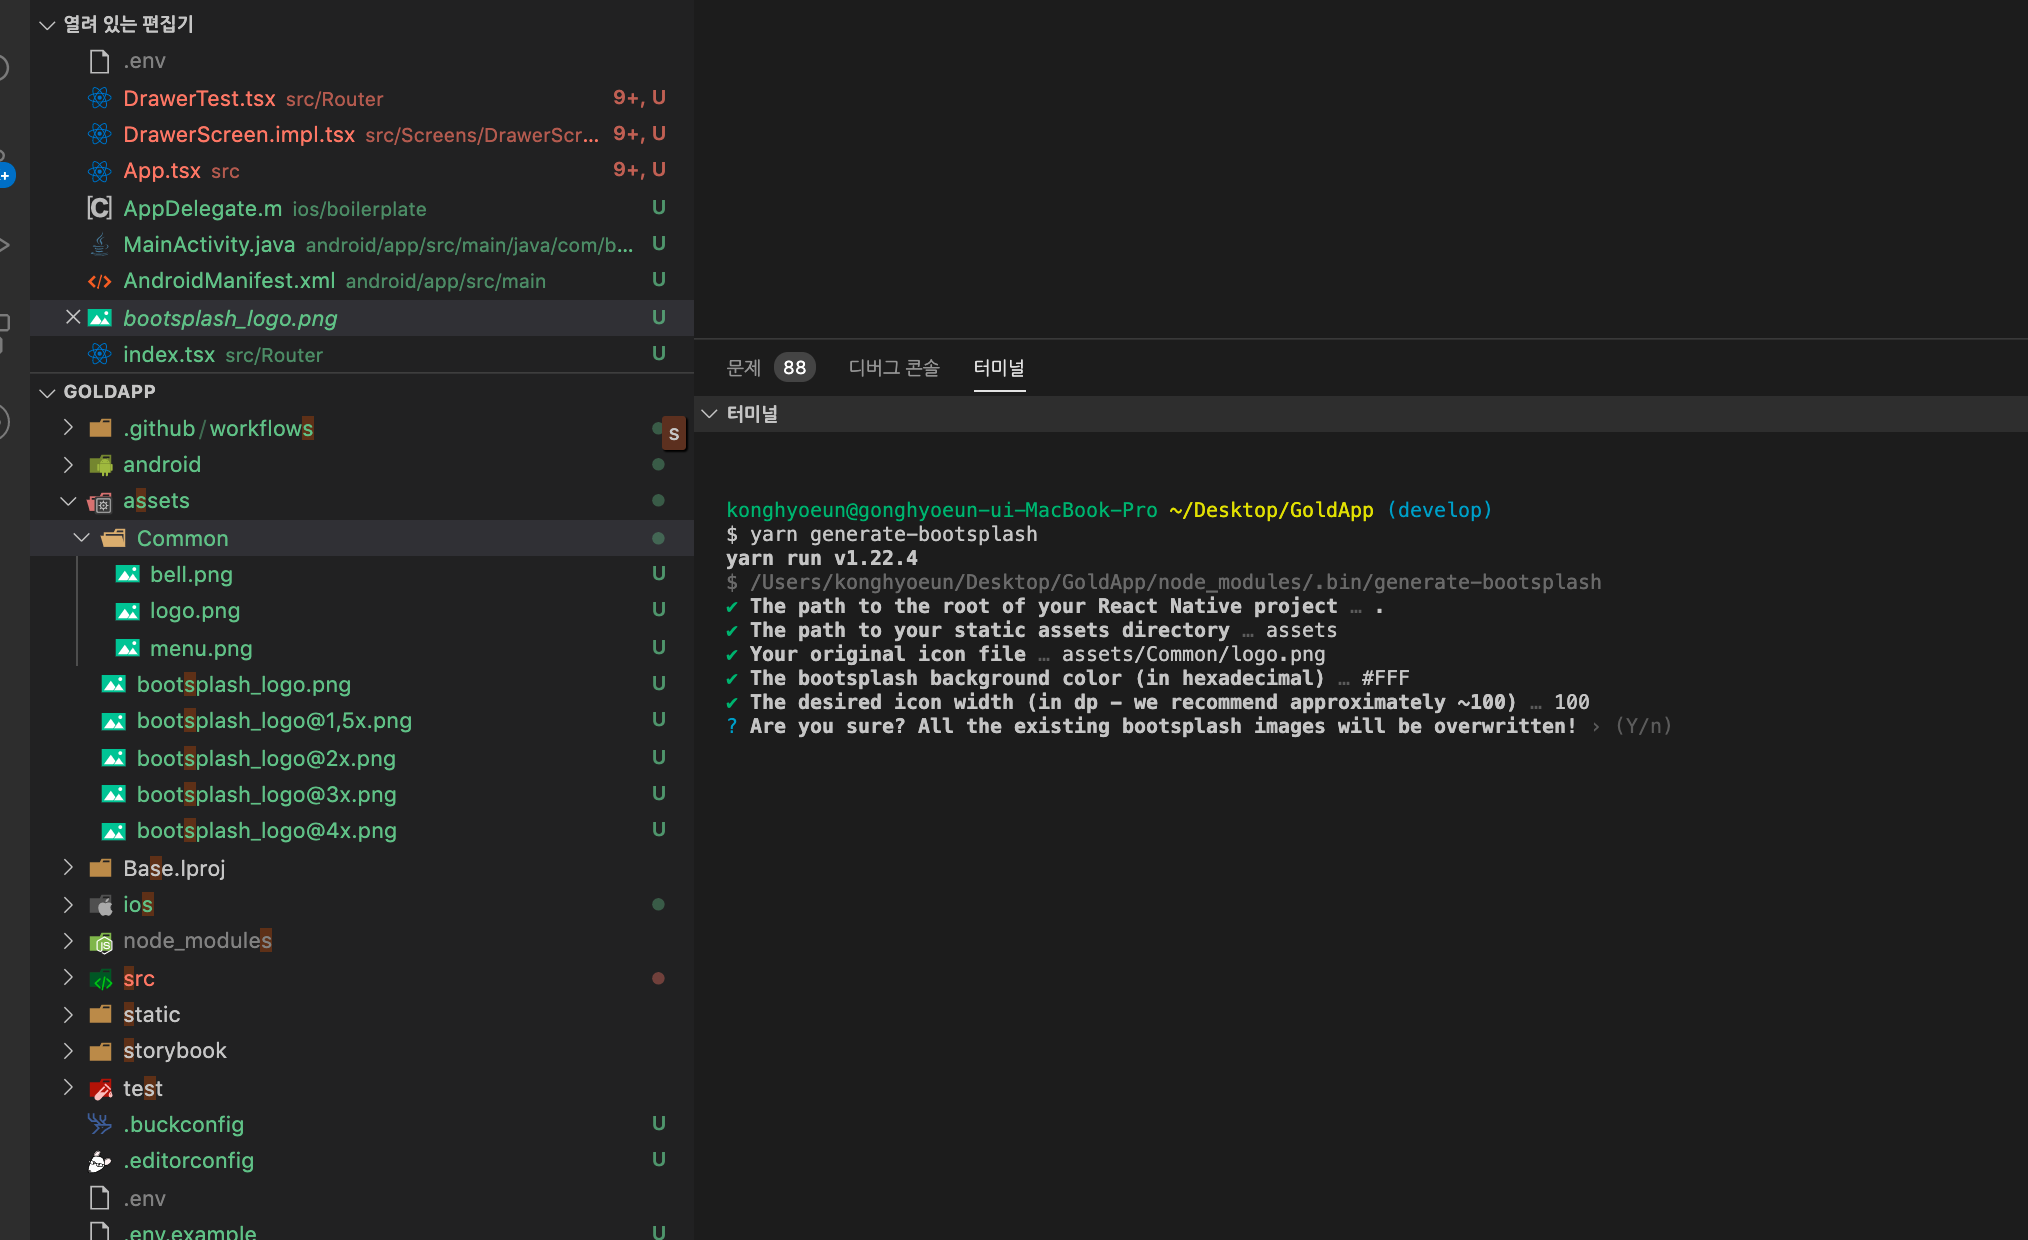 열려 있는 편집기
.env
DrawerTest.tsx src/Router 9+, U
DrawerScreen.impl.tsx src/Screens/DrawerScr... 9+, U
App.tsx src 9+, U
AppDelegate.m ios/boilerplate U
MainActivity.java android/app/src/main/java/com/b... U
AndroidManifest.xml android/app/src/main U
bootsplash_logo.png U
index.tsx src/Router U
GOLDAPP
.github/workflows
s
android
assets
Common
bell.png U
logo.png U
menu.png U
bootsplash_logo.png U
bootsplash_logo@1,5x.png U
bootsplash_logo@2x.png U
bootsplash_logo@3x.png U
bootsplash_logo@4x.png U
Base.lproj
ios
node_modules
src
static
storybook
test
.buckconfig U
.editorconfig U
.env
.env.example U
문제 88 디버그 콘솔 터미널
터미널
konghyoeun@gonghyoeun-ui-MacBook-Pro ~/Desktop/GoldApp (develop)
$ yarn generate-bootsplash
yarn run v1.22.4
$ /Users/konghyoeun/Desktop/GoldApp/node_modules/.bin/generate-bootsplash
✔ The path to the root of your React Native project … .
✔ The path to your static assets directory … assets
✔ Your original icon file … assets/Common/logo.png
✔ The bootsplash background color (in hexadecimal) … #FFF
✔ The desired icon width (in dp - we recommend approximately ~100) … 100
? Are you sure? All the existing bootsplash images will be overwritten! › (Y/n)